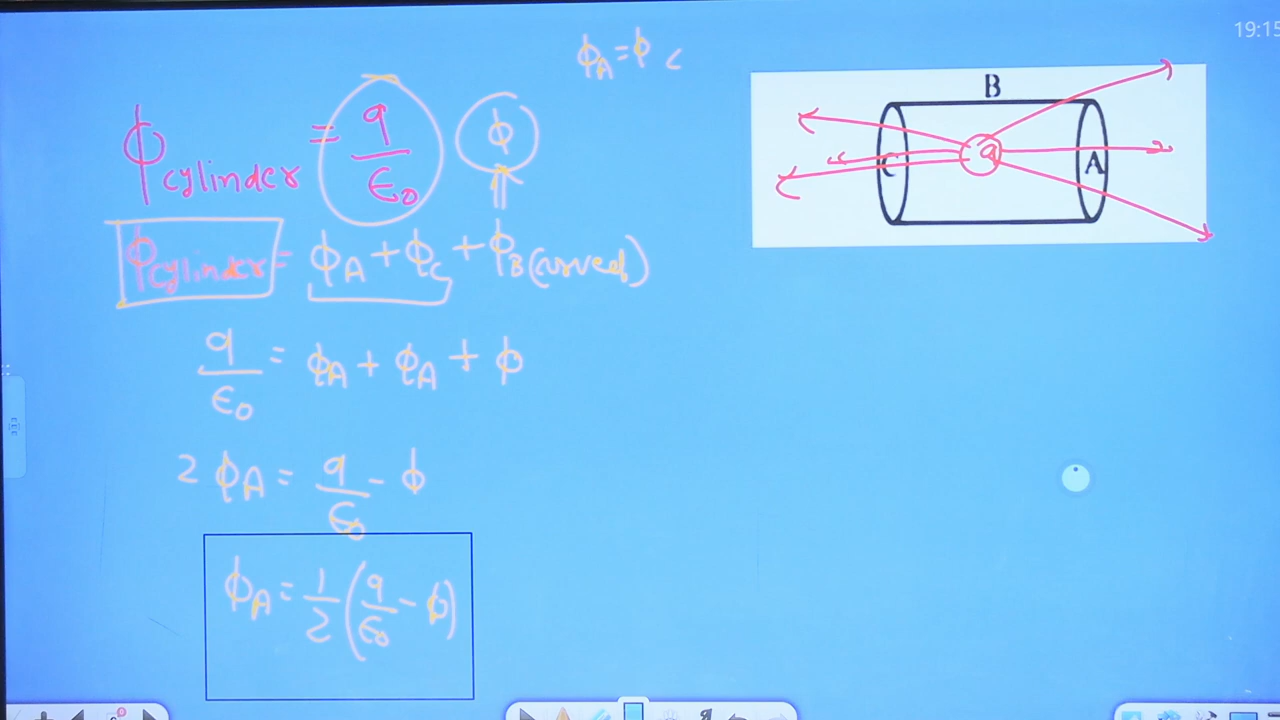 19:15
ϕA = ϕ c
ϕcylinder = q/ε0 ϕ
ϕcylinder = ϕA + ϕC + ϕB(curved)
q/ε0 = ϕA + ϕA + ϕ
2 ϕA = q/ε0 - ϕ
ϕA = 1/2 (q/ε0 - ϕ)
B
C q A